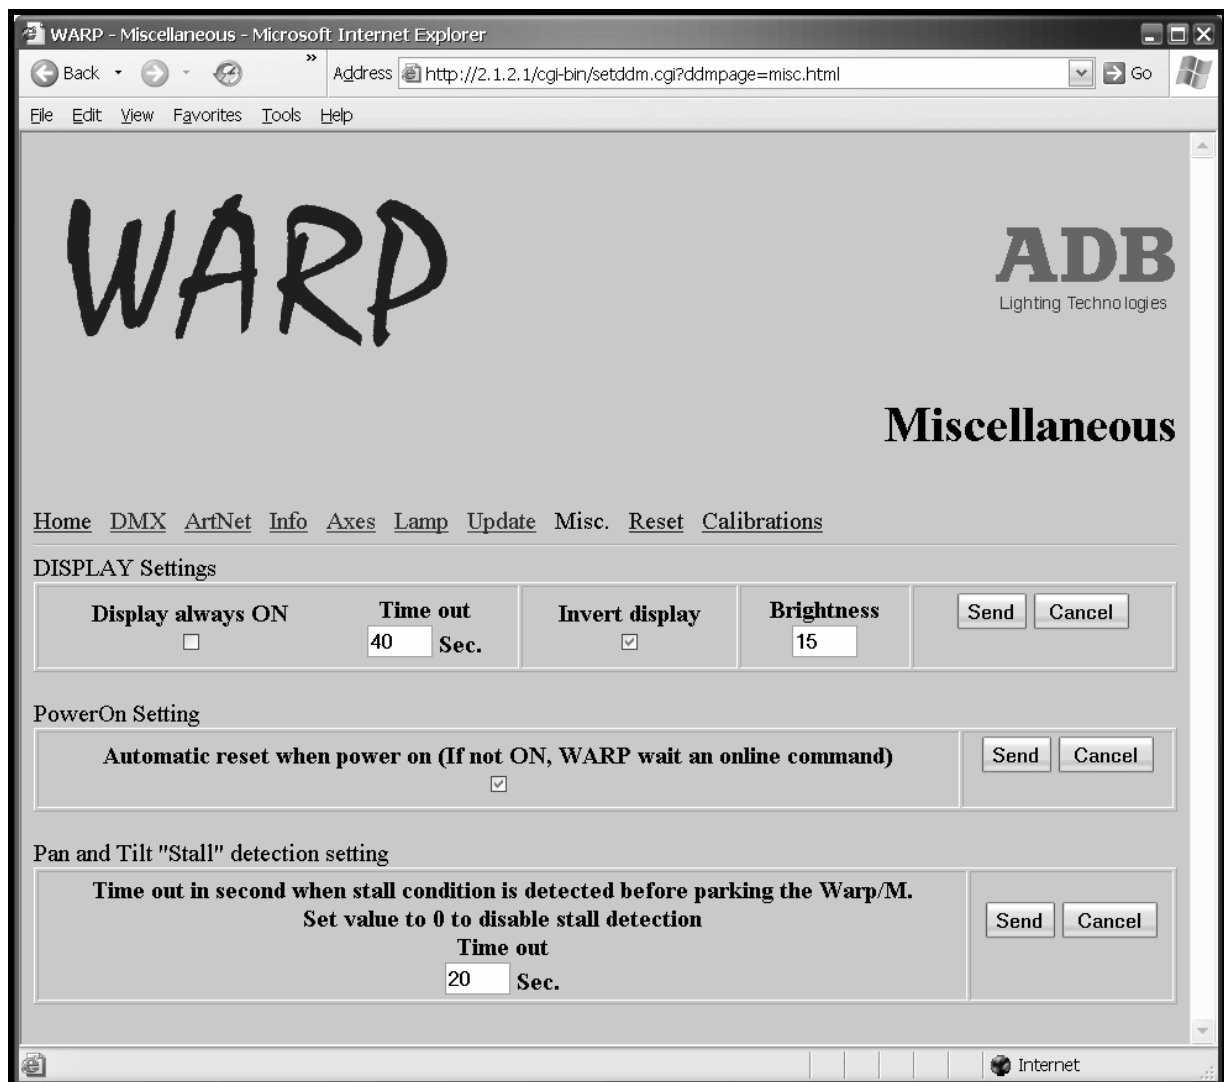 WARP - Miscellaneous - Microsoft Internet Explorer
Back » Address http://2.1.2.1/cgi-bin/setddm.cgi?ddmpage=misc.html Go
File Edit View Favorites Tools Help
WARP
ADB
Lighting Technologies
Miscellaneous
Home DMX ArtNet Info Axes Lamp Update Misc. Reset Calibrations
DISPLAY Settings
Display always ON Time out Invert display Brightness Send Cancel
40 Sec. 15
PowerOn Setting
Automatic reset when power on (If not ON, WARP wait an online command) Send Cancel
Pan and Tilt "Stall" detection setting
Time out in second when stall condition is detected before parking the Warp/M.
Set value to 0 to disable stall detection Send Cancel
Time out
20 Sec.
Internet